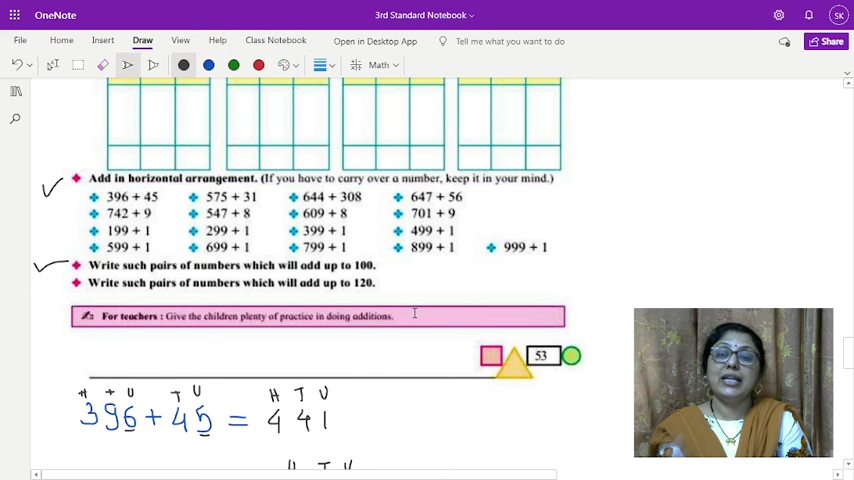 OneNote
3rd Standard Notebook
SK
File Home Insert Draw View Help Class Notebook Open in Desktop App Tell me what you want to do
Share
Math
Add in horizontal arrangement. (If you have to carry over a number, keep it in your mind.)
396 + 45 575 + 31 644 + 308 647 + 56
742 + 9 547 + 8 609 + 8 701 + 9
199 + 1 299 + 1 399 + 1 499 + 1
599 + 1 699 + 1 799 + 1 899 + 1 999 + 1
Write such pairs of numbers which will add up to 100.
Write such pairs of numbers which will add up to 120.
For teachers : Give the children plenty of practice in doing additions.
53
H T U T U H T U
396 + 45 = 441
H T U